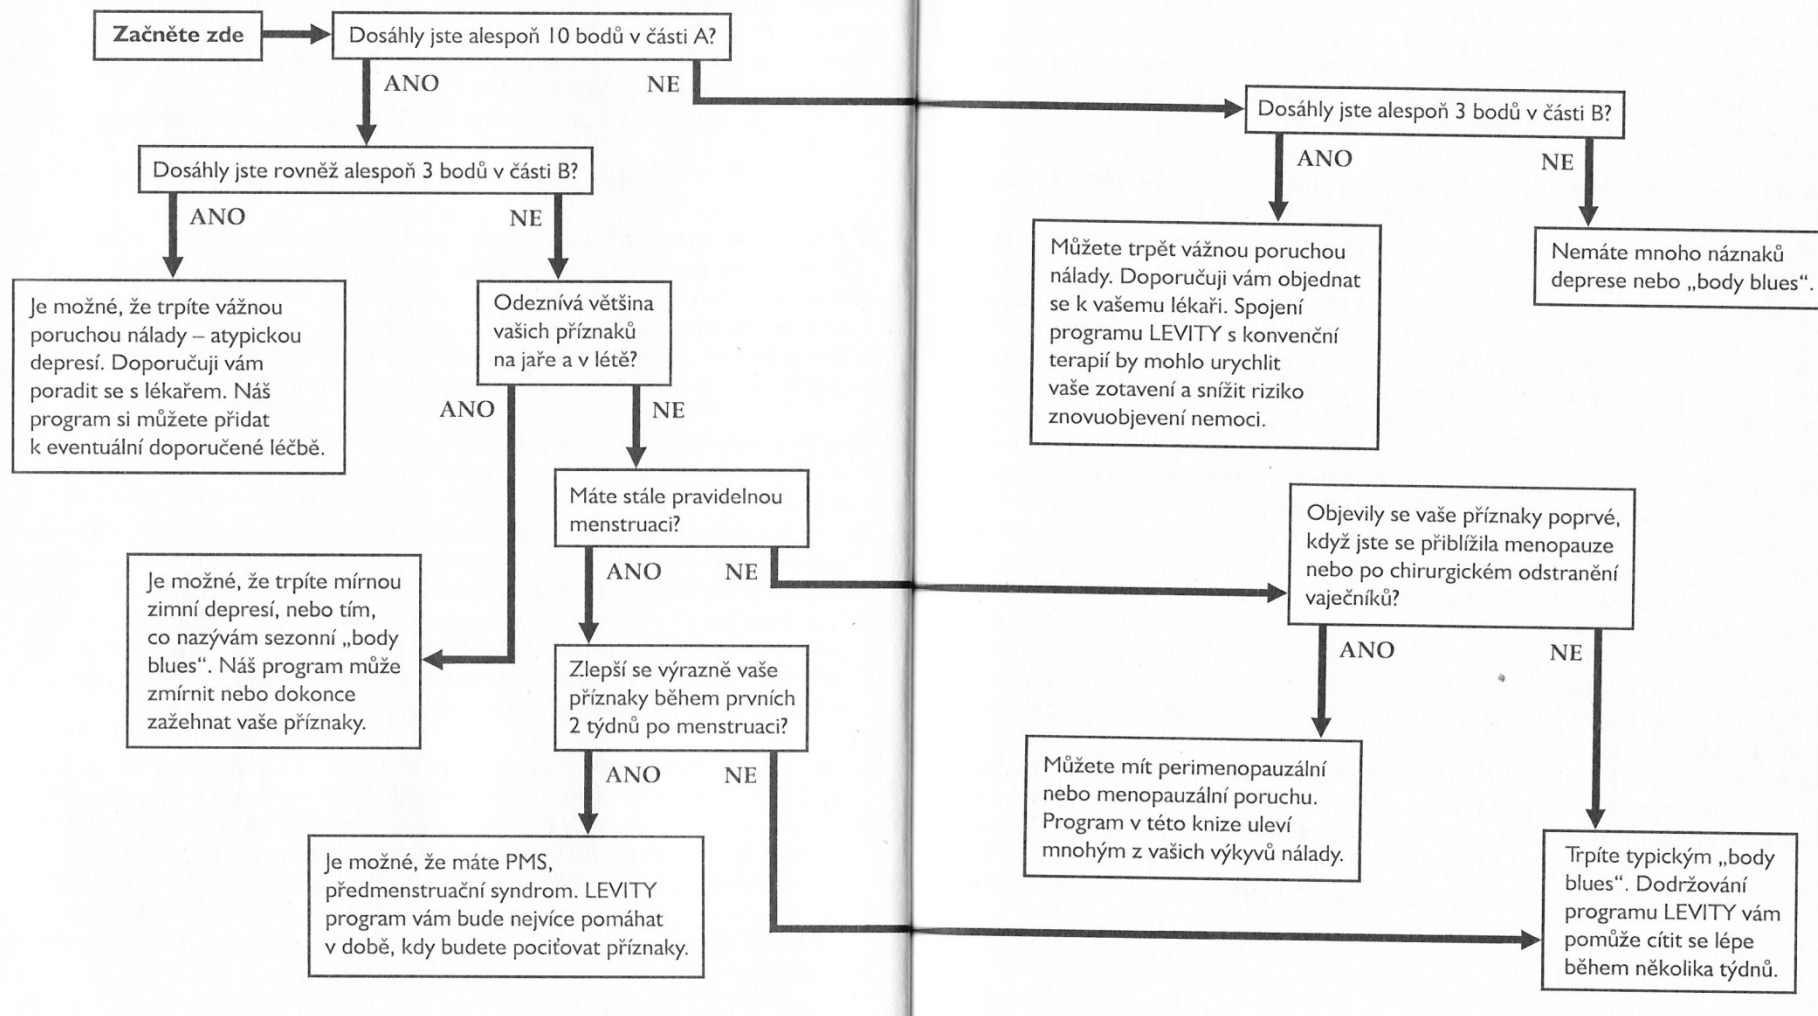 Začněte zde
Dosáhly jste alespoň 10 bodů v části A?
ANO
NE
Dosáhly jste alespoň 3 bodů v části B?
ANO
NE
Dosáhly jste rovněž alespoň 3 bodů v části B?
ANO
NE
Můžete trpět vážnou poruchou
nálady. Doporučuji vám objednat
se k vašemu lékaři. Spojení
programu LEVITY s konvenční
terapií by mohlo urychlit
vaše zotavení a snížit riziko
znovuobjevení nemoci.
Nemáte mnoho náznaků
deprese nebo „body blues“.
Je možné, že trpíte vážnou
poruchou nálady – atypickou
depresí. Doporučuji vám
poradit se s lékařem. Náš
program si můžete přidat
k eventuální doporučené léčbě.
Odeznívá většina
vašich příznaků
na jaře a v létě?
ANO
NE
Máte stále pravidelnou
menstruaci?
ANO
NE
Objevily se vaše příznaky poprvé,
když jste se přiblížila menopauze
nebo po chirurgickém odstranění
vaječníků?
ANO
NE
Je možné, že trpíte mírnou
zimní depresí, nebo tím,
co nazývám sezonní „body
blues“. Náš program může
zmírnit nebo dokonce
zažehnat vaše příznaky.
Zlepší se výrazně vaše
příznaky během prvních
2 týdnů po menstruaci?
ANO
NE
Můžete mít perimenopauzální
nebo menopauzální poruchu.
Program v této knize uleví
mnohým z vašich výkyvů nálady.
Je možné, že máte PMS,
předmenstruační syndrom. LEVITY
program vám bude nejvíce pomáhat
v době, kdy budete pociťovat příznaky.
Trpíte typickým „body
blues“. Dodržování
programu LEVITY vám
pomůže cítit se lépe
během několika týdnů.